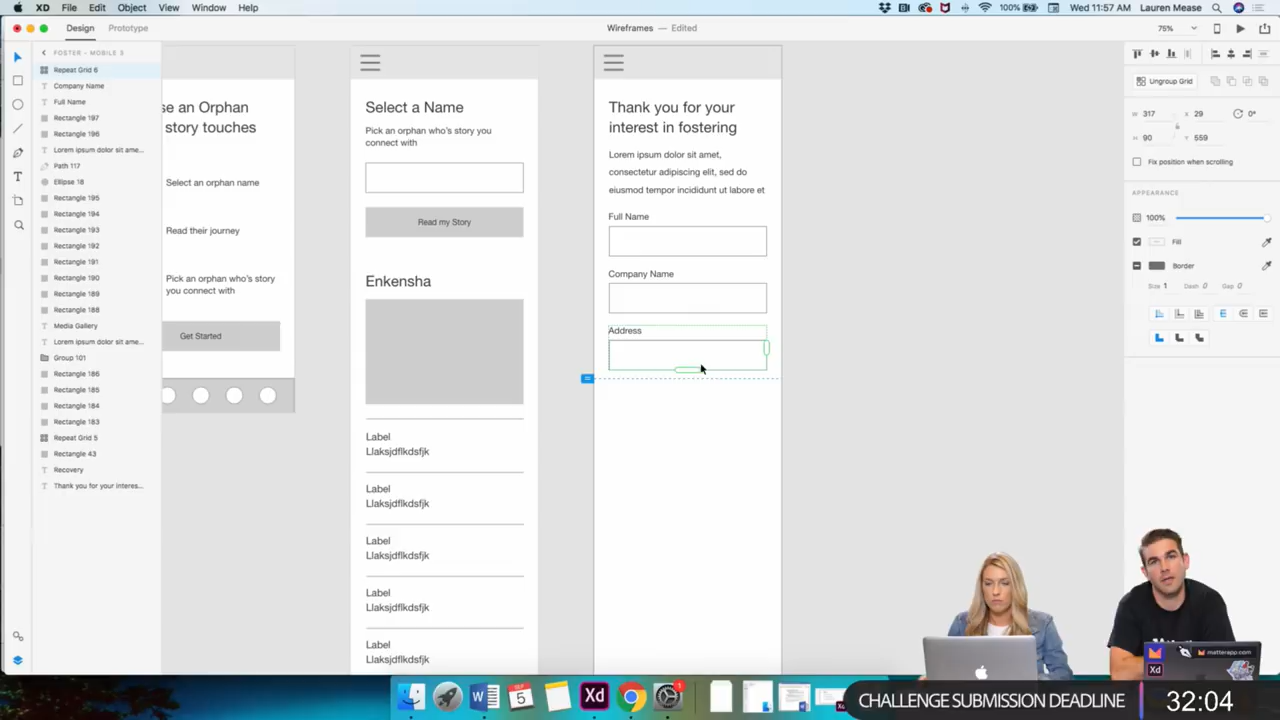 XD File Edit Object View Window Help
100%
Wed 11:57 AM Lauren Mease
Design Prototype
Wireframes – Edited
75%
FOSTER - MOBILE 3
Repeat Grid 6
Company Name
Full Name
Rectangle 197
Rectangle 196
Lorem ipsum dolor sit ame...
Path 117
Ellipse 18
Rectangle 195
Rectangle 194
Rectangle 193
Rectangle 192
Rectangle 191
Rectangle 190
Rectangle 189
Rectangle 188
Media Gallery
Lorem ipsum dolor sit ame...
Group 101
Rectangle 186
Rectangle 185
Rectangle 184
Rectangle 183
Repeat Grid 5
Rectangle 43
Recovery
Thank you for your interes...
se an Orphan
story touches
Select an orphan name
Read their journey
Pick an orphan who's story
you connect with
Get Started
Select a Name
Pick an orphan who's story you
connect with
Read my Story
Enkensha
Label
Llaksjdflkdsfjk
Label
Llaksjdflkdsfjk
Label
Llaksjdflkdsfjk
Label
Llaksjdflkdsfjk
Label
Llaksjdflkdsfjk
Thank you for your
interest in fostering
Lorem ipsum dolor sit amet,
consectetur adipiscing elit, sed do
eiusmod tempor incididunt ut labore et
Full Name
Company Name
Address
Ungroup Grid
W 317 X 29 0°
H 90 Y 559
Fix position when scrolling
APPEARANCE
100%
Fill
Border
Size 1 Dash 0 Gap 0
matterapp.com
Xd
SEP
5
Xd
1
CHALLENGE SUBMISSION DEADLINE 32:04